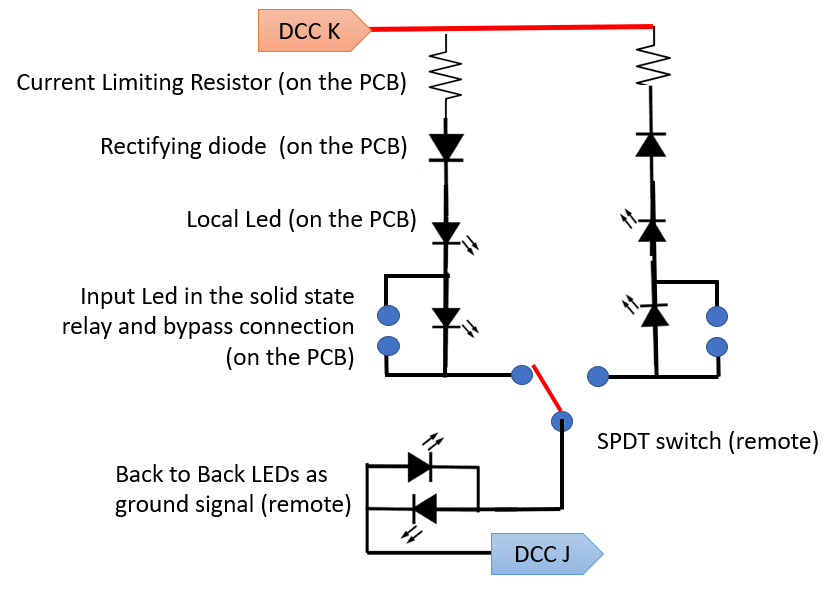 DCC K
Current Limiting Resistor (on the PCB)
Rectifying diode (on the PCB)
Local Led (on the PCB)
Input Led in the solid state
relay and bypass connection
(on the PCB)
SPDT switch (remote)
Back to Back LEDs as
ground signal (remote)
DCC J